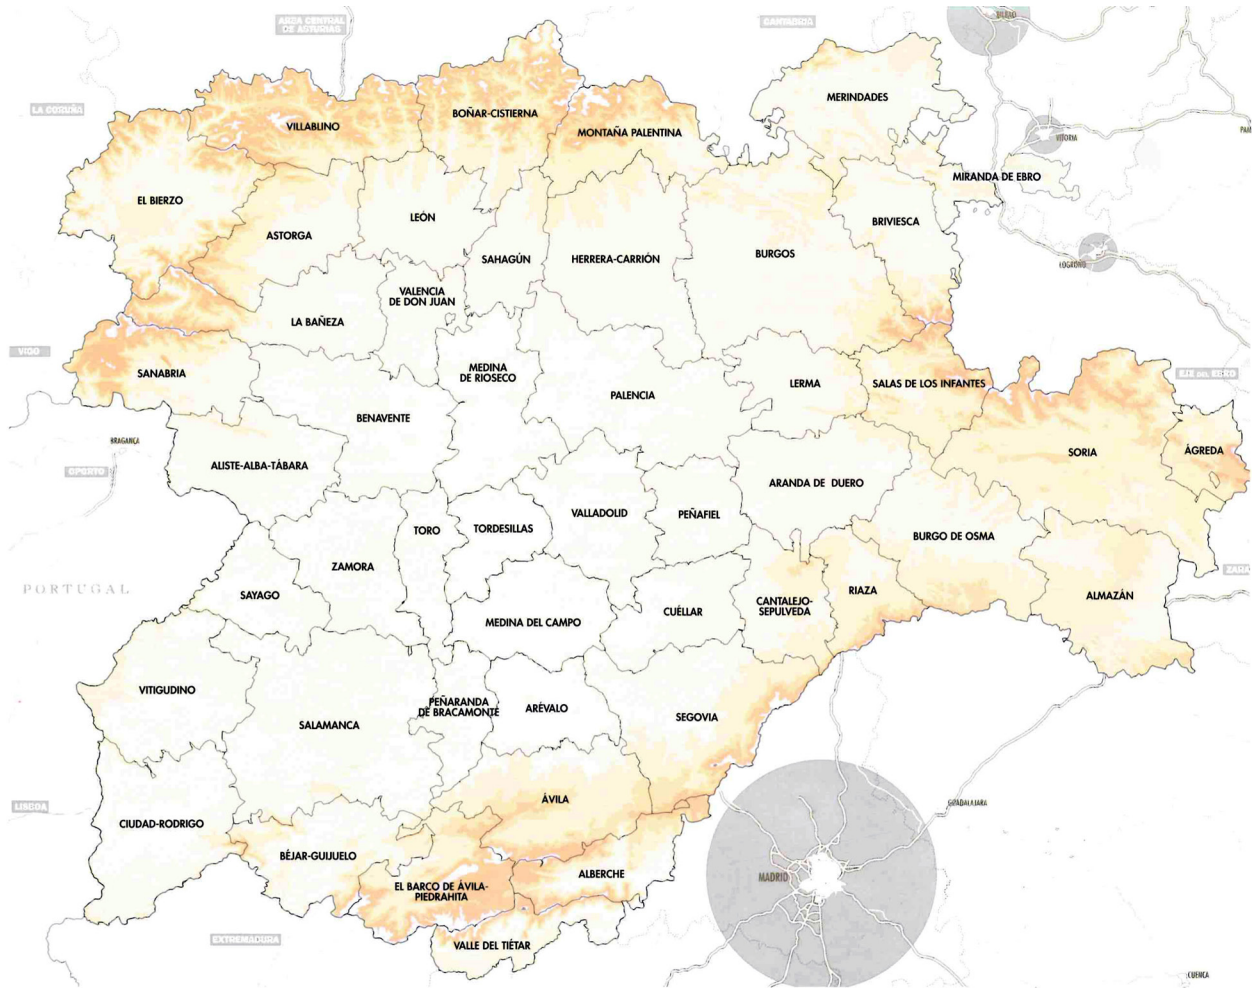 BILBAO
ÁREA CENTRAL
DE ASTURIAS
CANTABRIA
LA CORUÑA
MERINDADES
BOÑAR-CISTIERNA
VILLABLINO
MONTAÑA PALENTINA
VITORIA
PAM
MIRANDA DE EBRO
EL BIERZO
LEÓN
BRIVIESCA
ASTORGA
BURGOS
SAHAGÚN
HERRERA-CARRIÓN
LOGROÑO
VALENCIA
DE DON JUAN
LA BAÑEZA
VIGO
SANABRIA
MEDINA
DE RIOSECO
EJE DEL EBRO
LERMA
SALAS DE LOS INFANTES
PALENCIA
BENAVENTE
BRAGANÇA
ÁGREDA
SORIA
ALISTE-ALBA-TÁBARA
OPORTO
ARANDA DE DUERO
VALLADOLID
PEÑAFIEL
TORO
TORDESILLAS
BURGO DE OSMA
ZAMORA
ZARA
PORTUGAL
RIAZA
SAYAGO
ALMAZÁN
CANTALEJO-
SEPULVEDA
CUÉLLAR
MEDINA DEL CAMPO
VITIGUDINO
PEÑARANDA
DE BRACAMONTE
ARÉVALO
SEGOVIA
SALAMANCA
ÁVILA
LISBOA
GUADALAJARA
CIUDAD-RODRIGO
BÉJAR-GUIJUELO
ALBERCHE
MADRID
EL BARCO DE ÁVILA-
PIEDRAHITA
EXTREMADURA
VALLE DEL TIÉTAR
CUENCA